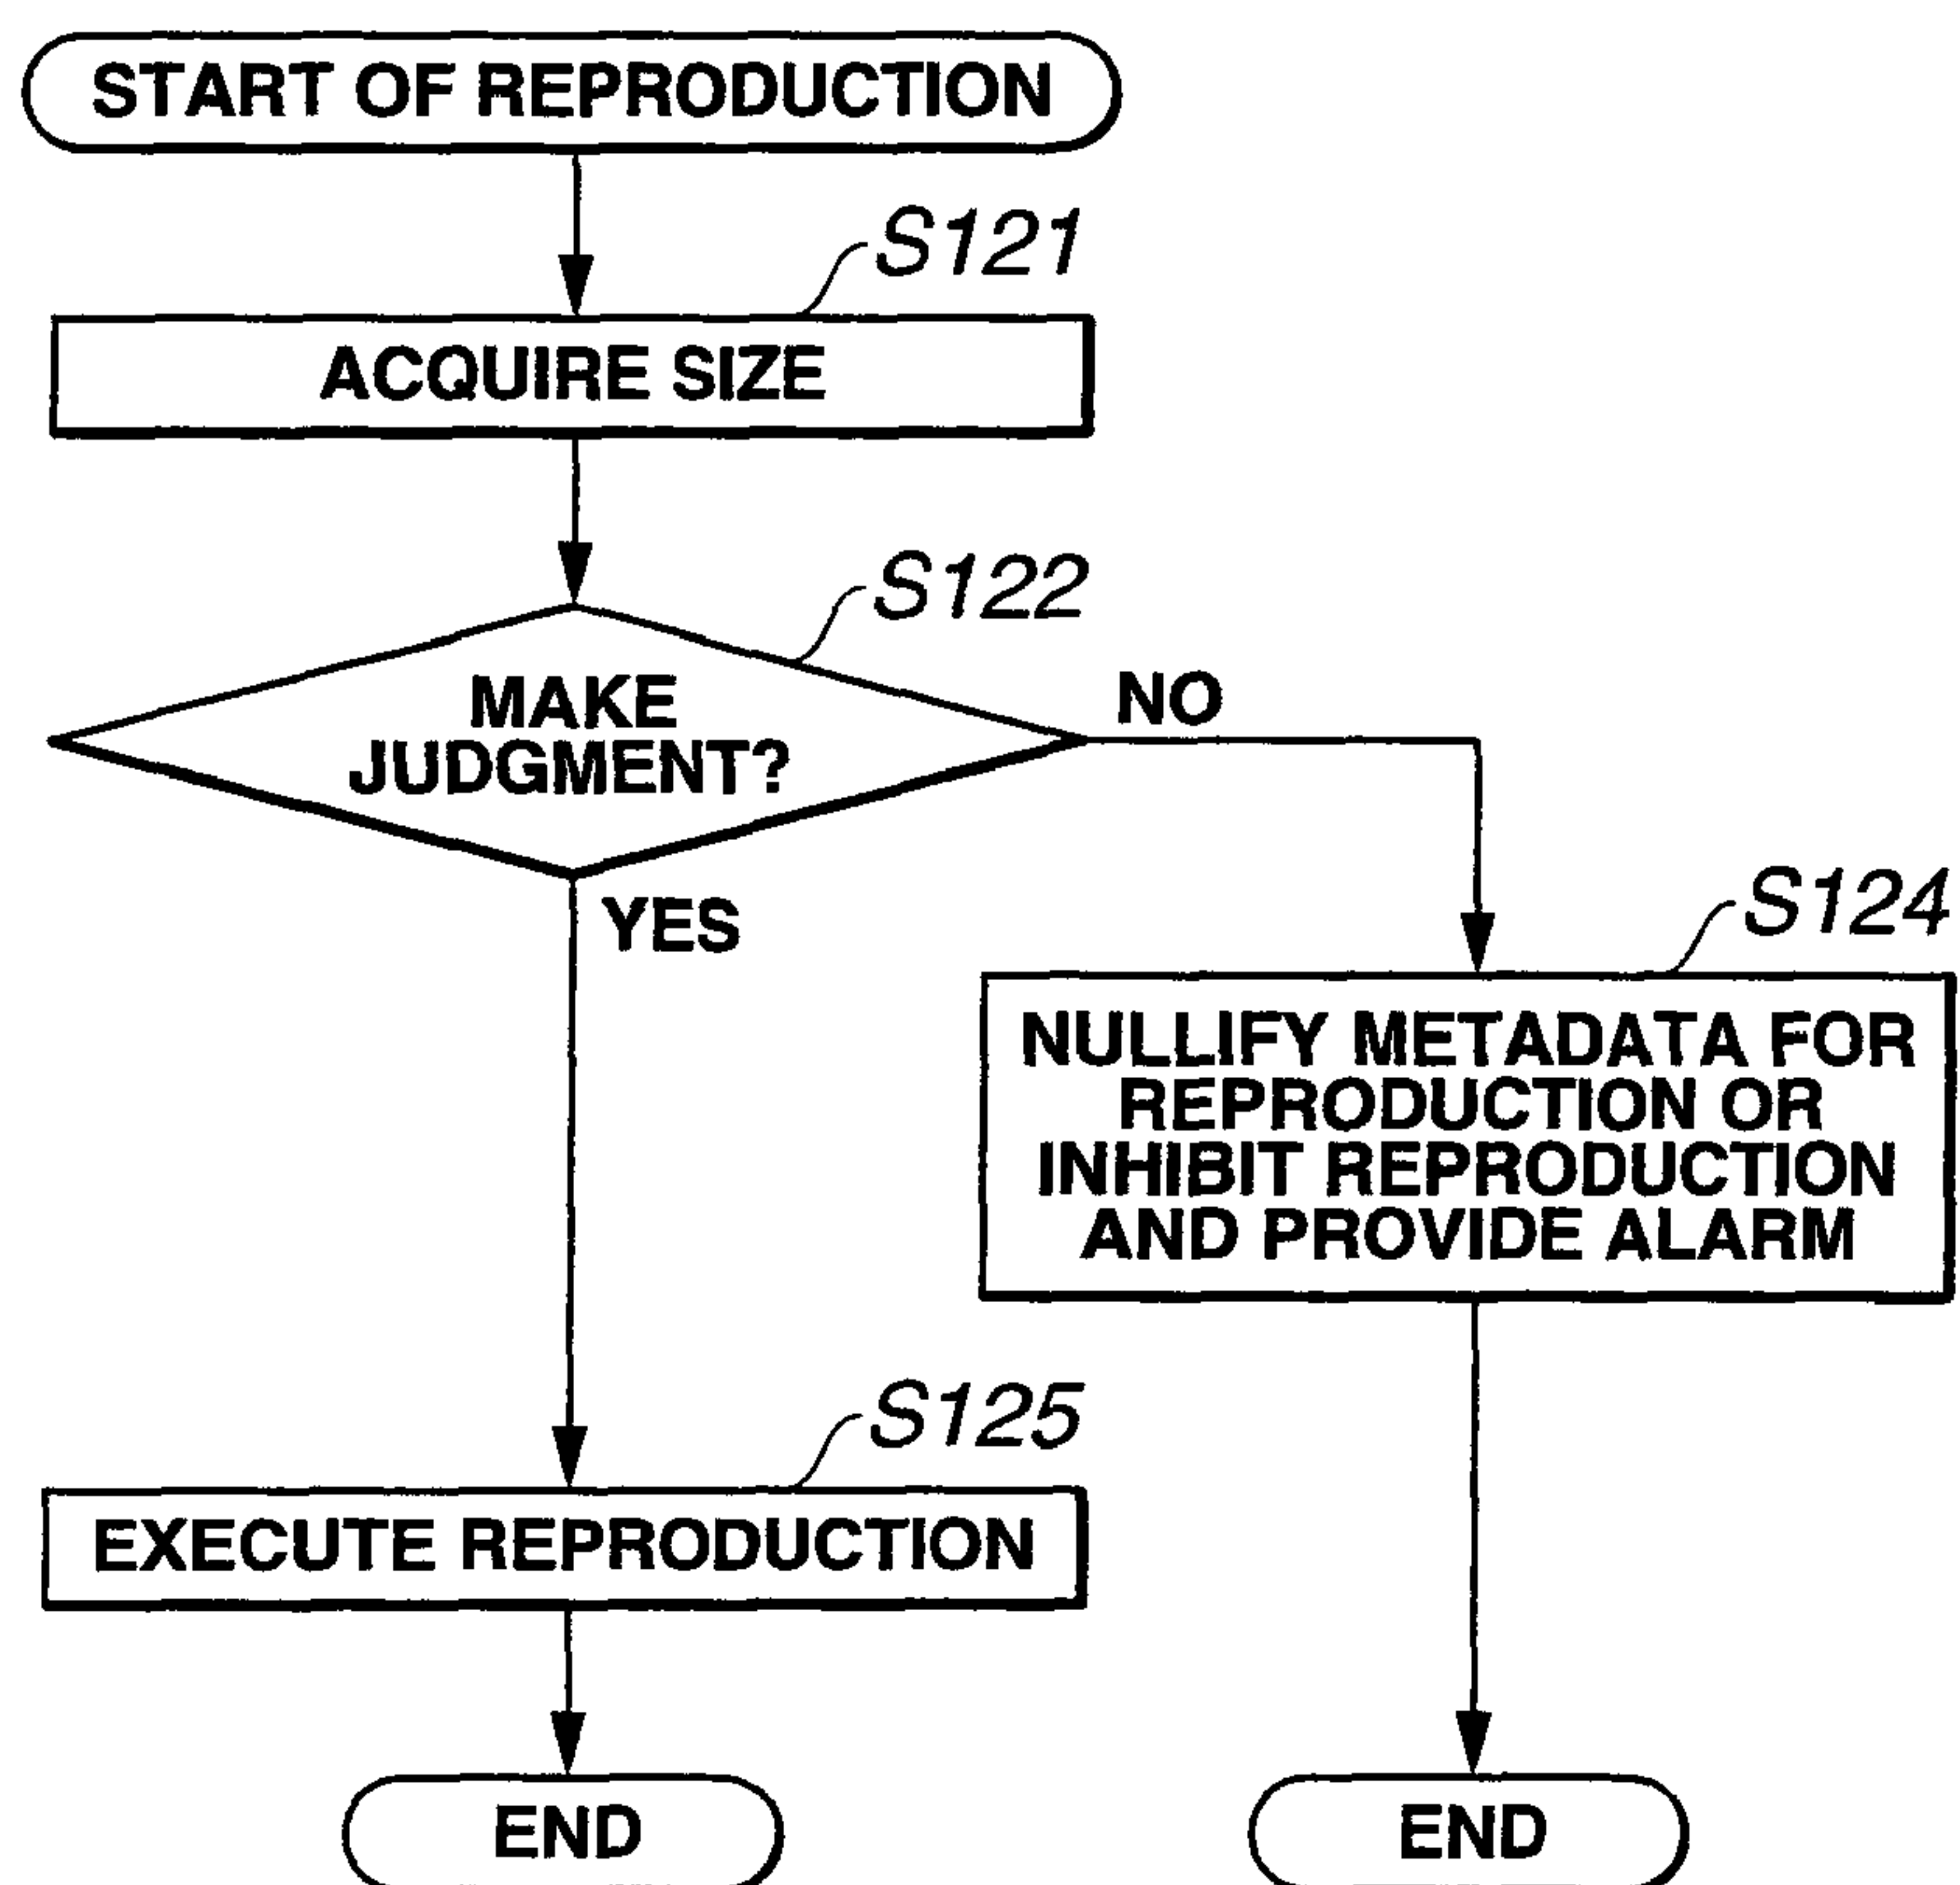 START OF REPRODUCTION
S121
ACQUIRE SIZE
S122
MAKE
JUDGMENT?
NO
YES
S124
NULLIFY METADATA FOR
REPRODUCTION OR
INHIBIT REPRODUCTION
AND PROVIDE ALARM
S125
EXECUTE REPRODUCTION
END
END